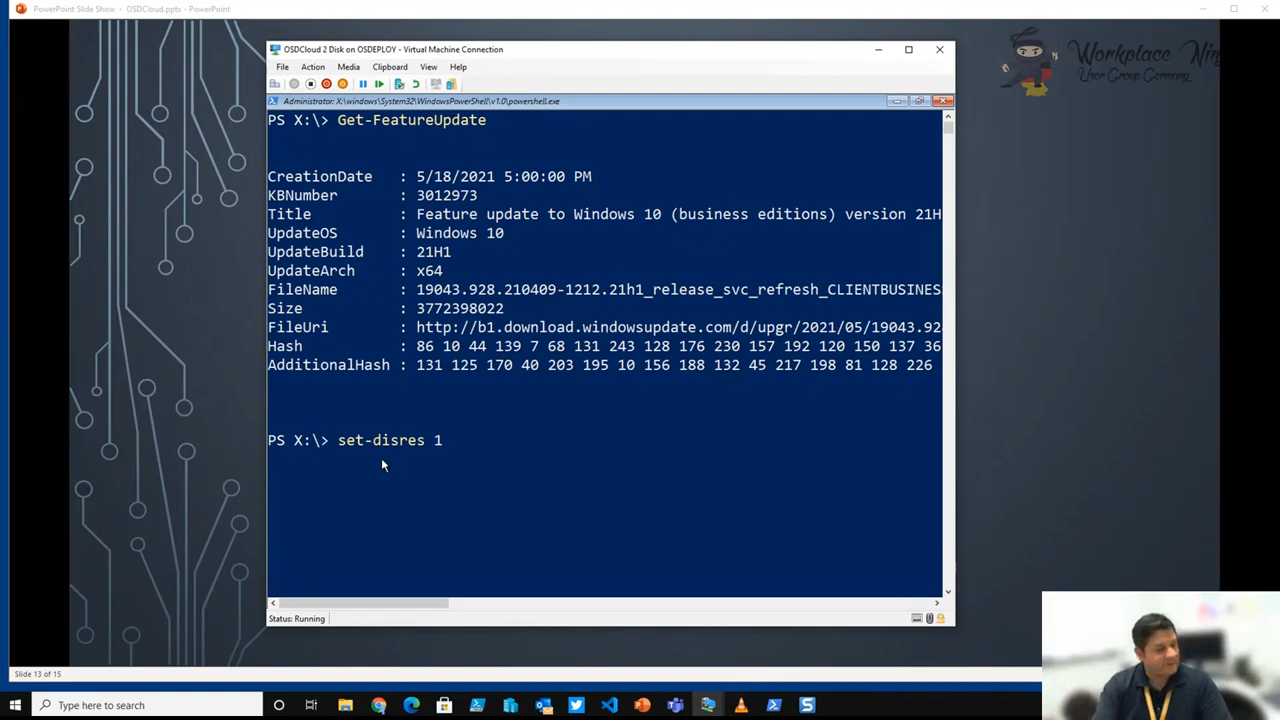 PowerPoint Slide Show - OSDCloud.pptx - PowerPoint
Workplace Nin
User Group Germany
OSDCloud 2 Disk on OSDEPLOY - Virtual Machine Connection
File Action Media Clipboard View Help
Administrator: X:\windows\System32\WindowsPowerShell\v1.0\powershell.exe
PS X:\> Get-FeatureUpdate
CreationDate : 5/18/2021 5:00:00 PM
KBNumber : 3012973
Title : Feature update to Windows 10 (business editions) version 21H
UpdateOS : Windows 10
UpdateBuild : 21H1
UpdateArch : x64
FileName : 19043.928.210409-1212.21h1_release_svc_refresh_CLIENTBUSINES
Size : 3772398022
FileUri : http://b1.download.windowsupdate.com/d/upgr/2021/05/19043.92
Hash : 86 10 44 139 7 68 131 243 128 176 230 157 192 120 150 137 36
AdditionalHash : 131 125 170 40 203 195 10 156 188 132 45 217 198 81 128 226
PS X:\> set-disres 1
Status: Running
Slide 13 of 15
Type here to search